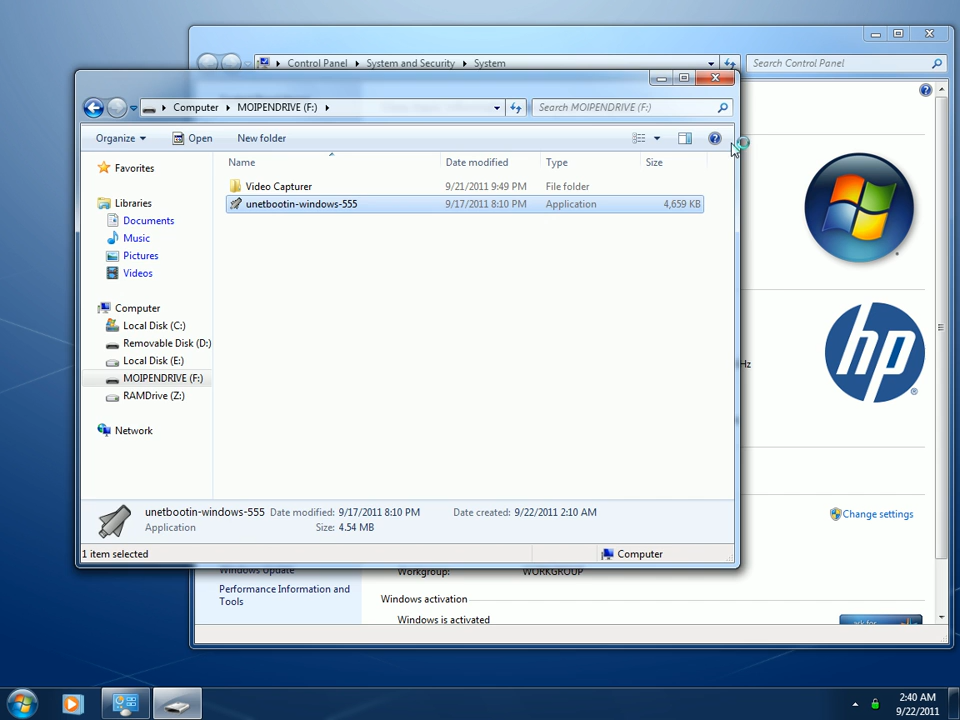 Control Panel System and Security System
Search Control Panel
Computer MOIPENDRIVE (F:)
Search MOIPENDRIVE (F:)
Organize Open New folder
Name Date modified Type Size
Favorites
Video Capturer 9/21/2011 9:49 PM File folder
unetbootin-windows-555 9/17/2011 8:10 PM Application 4,659 KB
Libraries
Documents
Music
Pictures
Videos
Computer
Local Disk (C:)
Removable Disk (D:)
Local Disk (E:)
MOIPENDRIVE (F:)
RAMDrive (Z:)
Network
Hz
hp
Change settings
unetbootin-windows-555 Date modified: 9/17/2011 8:10 PM Date created: 9/22/2011 2:10 AM
Application Size: 4.54 MB
1 item selected Computer
Windows Update
Workgroup: WORKGROUP
Performance Information and
Tools
Windows activation
Windows is activated
ask for
2:40 AM
9/22/2011